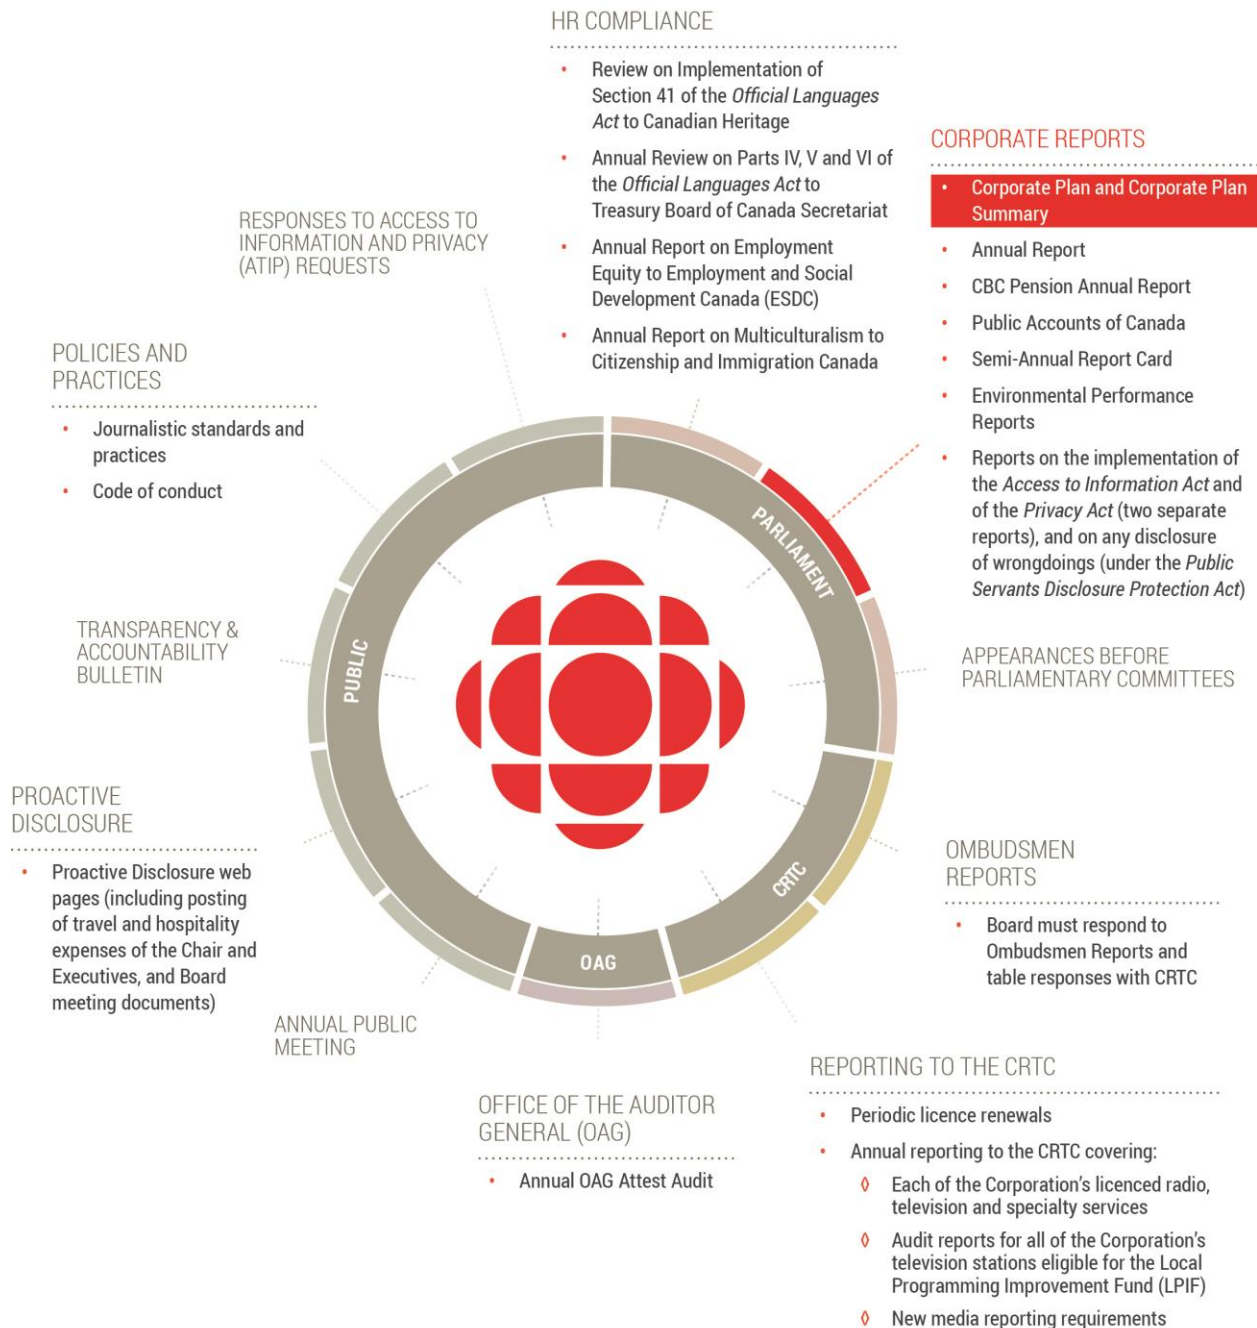 HR COMPLIANCE
• Review on Implementation of
Section 41 of the Official Languages
Act to Canadian Heritage
• Annual Review on Parts IV, V and VI of
the Official Languages Act to
Treasury Board of Canada Secretariat
• Annual Report on Employment
Equity to Employment and Social
Development Canada (ESDC)
• Annual Report on Multiculturalism to
Citizenship and Immigration Canada
CORPORATE REPORTS
• Corporate Plan and Corporate Plan
Summary
• Annual Report
• CBC Pension Annual Report
• Public Accounts of Canada
• Semi-Annual Report Card
• Environmental Performance
Reports
• Reports on the implementation of
the Access to Information Act and
of the Privacy Act (two separate
reports), and on any disclosure
of wrongdoings (under the Public
Servants Disclosure Protection Act)
RESPONSES TO ACCESS TO
INFORMATION AND PRIVACY
(ATIP) REQUESTS
POLICIES AND
PRACTICES
• Journalistic standards and
practices
• Code of conduct
PARLIAMENT
PUBLIC
TRANSPARENCY &
ACCOUNTABILITY
BULLETIN
APPEARANCES BEFORE
PARLIAMENTARY COMMITTEES
PROACTIVE
DISCLOSURE
• Proactive Disclosure web
pages (including posting
of travel and hospitality
expenses of the Chair and
Executives, and Board
meeting documents)
CRTC
OAG
OMBUDSMEN
REPORTS
• Board must respond to
Ombudsmen Reports and
table responses with CRTC
ANNUAL PUBLIC
MEETING
OFFICE OF THE AUDITOR
GENERAL (OAG)
• Annual OAG Attest Audit
REPORTING TO THE CRTC
• Periodic licence renewals
• Annual reporting to the CRTC covering:
◊ Each of the Corporation's licenced radio,
television and specialty services
◊ Audit reports for all of the Corporation's
television stations eligible for the Local
Programming Improvement Fund (LPIF)
◊ New media reporting requirements